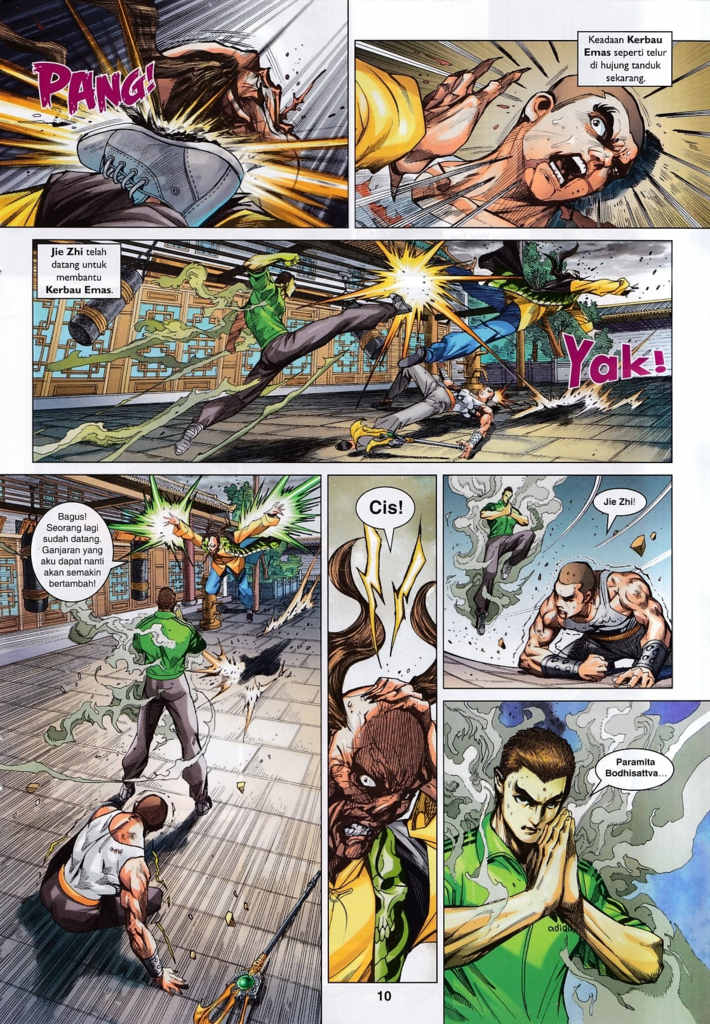 PANG!
Keadaan Kerbau
Emas seperti telur
di hujung tanduk
sekarang.
Jie Zhi telah
datang untuk
membantu
Kerbau Emas.
Yak!
Bagus!
Seorang lagi
sudah datang.
Ganjaran yang
aku dapat nanti
akan semakin
bertambah!
Cis!
Jie Zhi!
Paramita
Bodhisattva...
adida
10